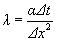 λ = αΔt / Δx²